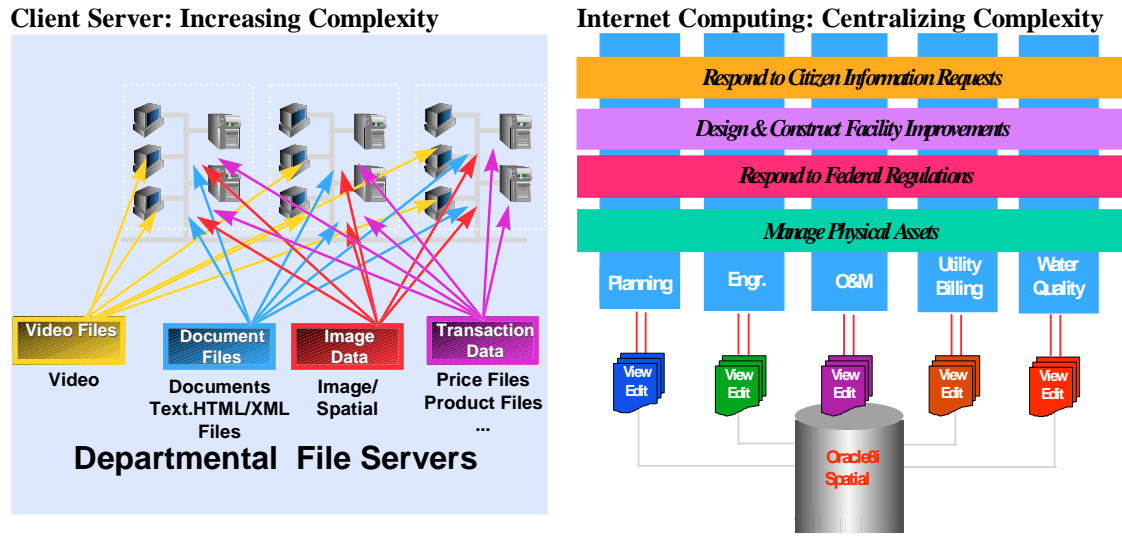 Client Server: Increasing Complexity
Video Files
Document
Files
Image
Data
Transaction
Data
Video
Documents
Text.HTML/XML
Files
Image/
Spatial
Price Files
Product Files
...
Departmental File Servers
Internet Computing: Centralizing Complexity
Respond to Citizen Information Requests
Design & Construct Facility Improvements
Respond to Federal Regulations
Manage Physical Assets
Planning
Engr.
O&M
Utility
Billing
Water
Quality
View
Edit
View
Edit
View
Edit
View
Edit
View
Edit
Oracle8i
Spatial